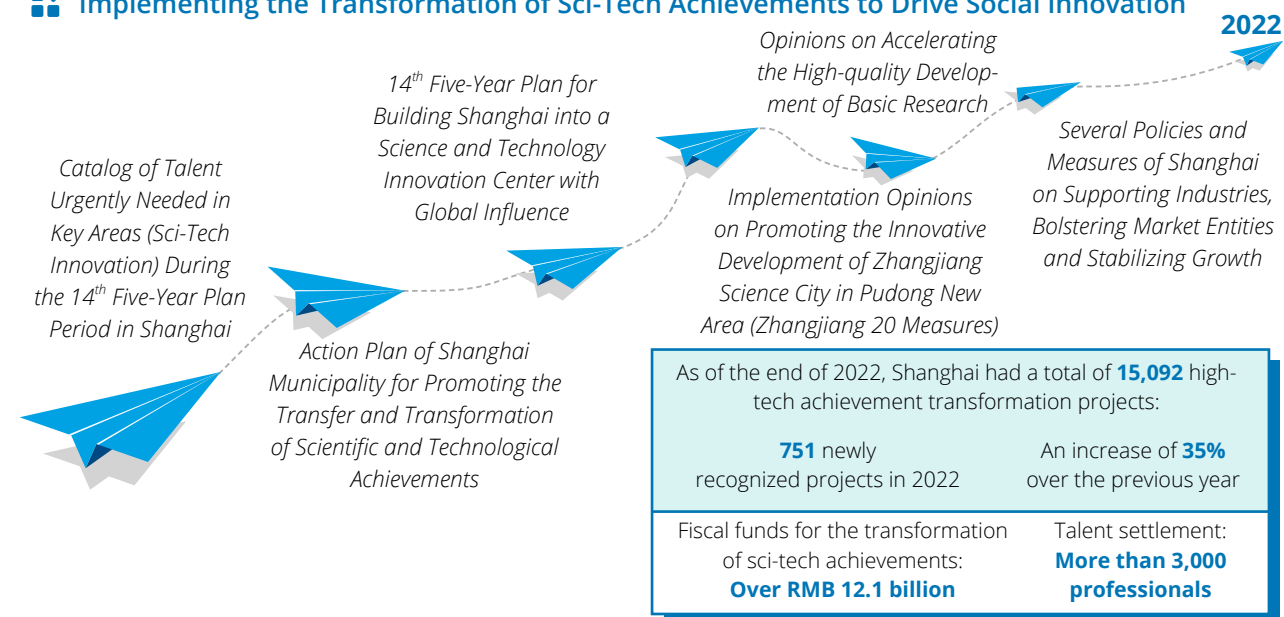 Implementing the Transformation of Sci-Tech Achievements to Drive Social Innovation
2022
Catalog of Talent
Urgently Needed in
Key Areas (Sci-Tech
Innovation) During
the 14th Five-Year Plan
Period in Shanghai
Action Plan of Shanghai
Municipality for Promoting the
Transfer and Transformation
of Scientific and Technological
Achievements
14th Five-Year Plan for
Building Shanghai into a
Science and Technology
Innovation Center with
Global Influence
Implementation Opinions
on Promoting the Innovative
Development of Zhangjiang
Science City in Pudong New
Area (Zhangjiang 20 Measures)
Opinions on Accelerating
the High-quality Develop-
ment of Basic Research
Several Policies and
Measures of Shanghai
on Supporting Industries,
Bolstering Market Entities
and Stabilizing Growth
As of the end of 2022, Shanghai had a total of 15,092 high-
tech achievement transformation projects:
751 newly
recognized projects in 2022
An increase of 35%
over the previous year
Fiscal funds for the transformation
of sci-tech achievements:
Over RMB 12.1 billion
Talent settlement:
More than 3,000
professionals